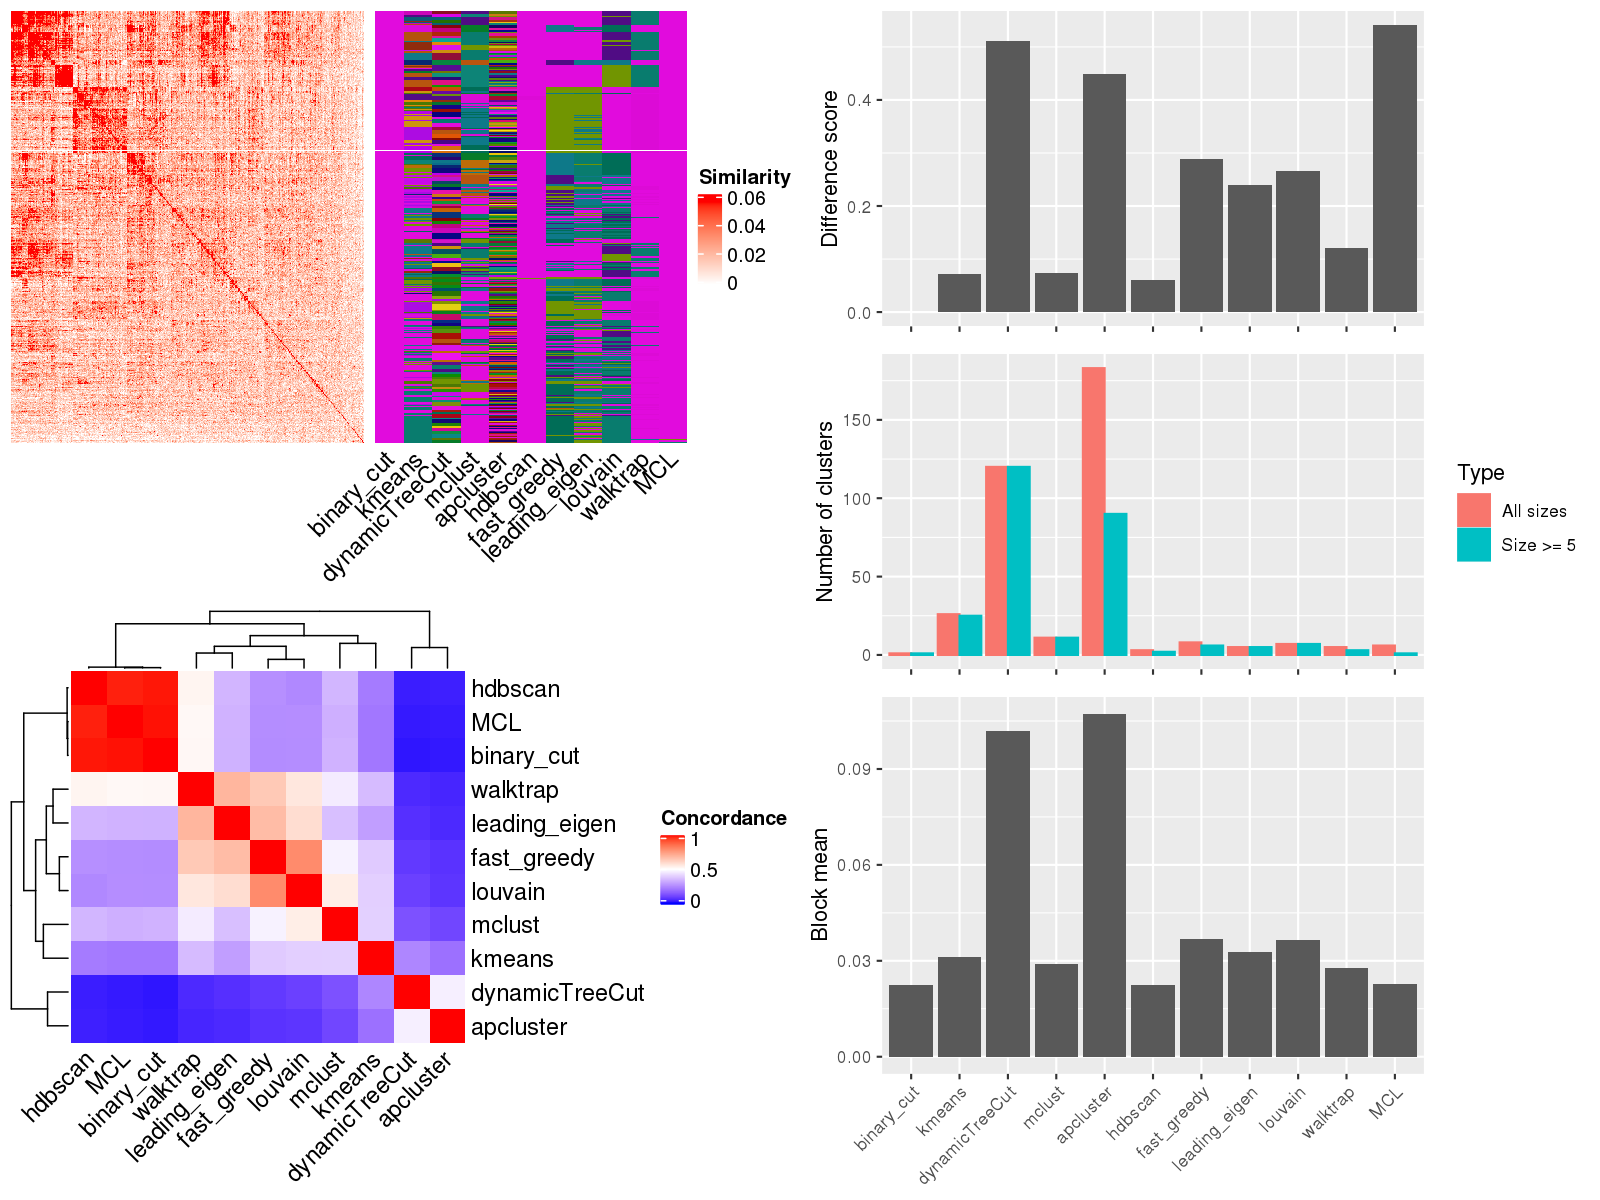 Similarity
0.06
0.04
0.02
0
binary_cut
kmeans
dynamicTreeCut
mclust
apcluster
hdbscan
fast_greedy
leading_eigen
louvain
walktrap
MCL
hdbscan
MCL
binary_cut
walktrap
leading_eigen
fast_greedy
louvain
mclust
kmeans
dynamicTreeCut
apcluster
Concordance
1
0.5
0
hdbscan
MCL
binary_cut
walktrap
leading_eigen
fast_greedy
louvain
mclust
kmeans
dynamicTreeCut
apcluster
Difference score
0.4
0.2
0.0
Number of clusters
150
100
50
0
Type
All sizes
Size >= 5
Block mean
0.09
0.06
0.03
0.00
binary_cut
kmeans
dynamicTreeCut
mclust
apcluster
hdbscan
fast_greedy
leading_eigen
louvain
walktrap
MCL